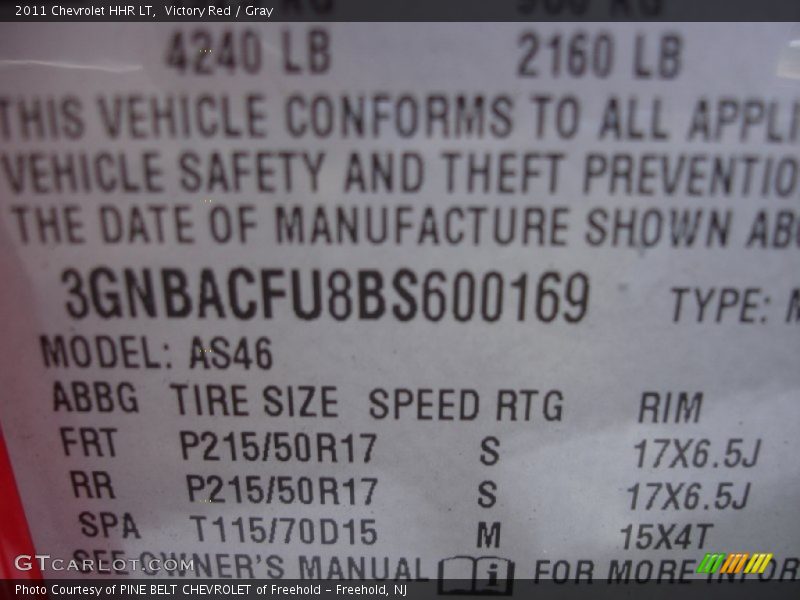 2011 Chevrolet HHR LT,  Victory Red / Gray
4240 LB 2160 LB
THIS VEHICLE CONFORMS TO ALL APPLI
VEHICLE SAFETY AND THEFT PREVENTIO
THE DATE OF MANUFACTURE SHOWN ABO
3GNBACFU8BS600169 TYPE: M
MODEL: AS46
ABBG TIRE SIZE SPEED RTG RIM
FRT P215/50R17 S 17X6.5J
RR P215/50R17 S 17X6.5J
SPA T115/70D15 M 15X4T
SEE OWNER'S MANUAL i FOR MORE INFOR
GTCARLOT.COM
Photo Courtesy of PINE BELT CHEVROLET of Freehold - Freehold, NJ